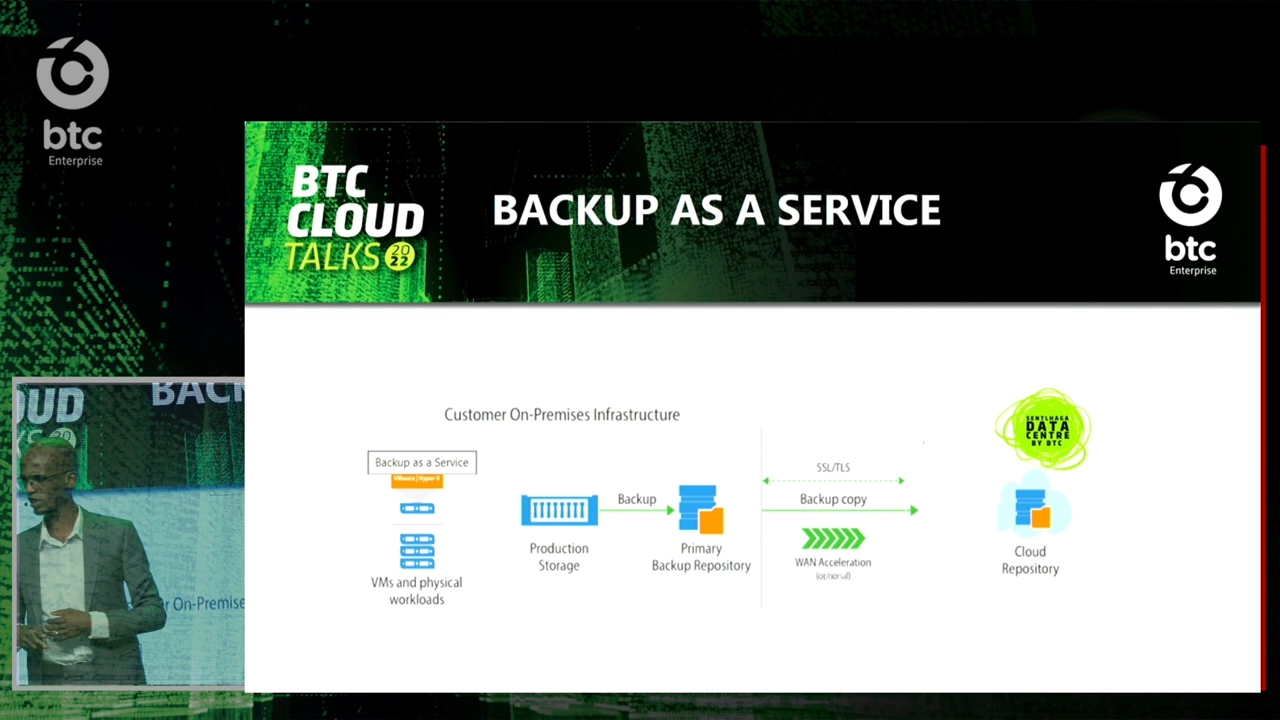 btc
Enterprise
BTC
CLOUD
TALKS 2022
BACKUP AS A SERVICE
btc
Enterprise
OUD
BACK
KS 20
r On-Premise
Customer On-Premises Infrastructure
Backup as a Service
VMware | Hyper-V
VMs and physical
workloads
Production
Storage
Backup
Primary
Backup Repository
SSL/TLS
Backup copy
WAN Acceleration
(optional)
SENTLHAGA
DATA
CENTRE
BY BTC
Cloud
Repository